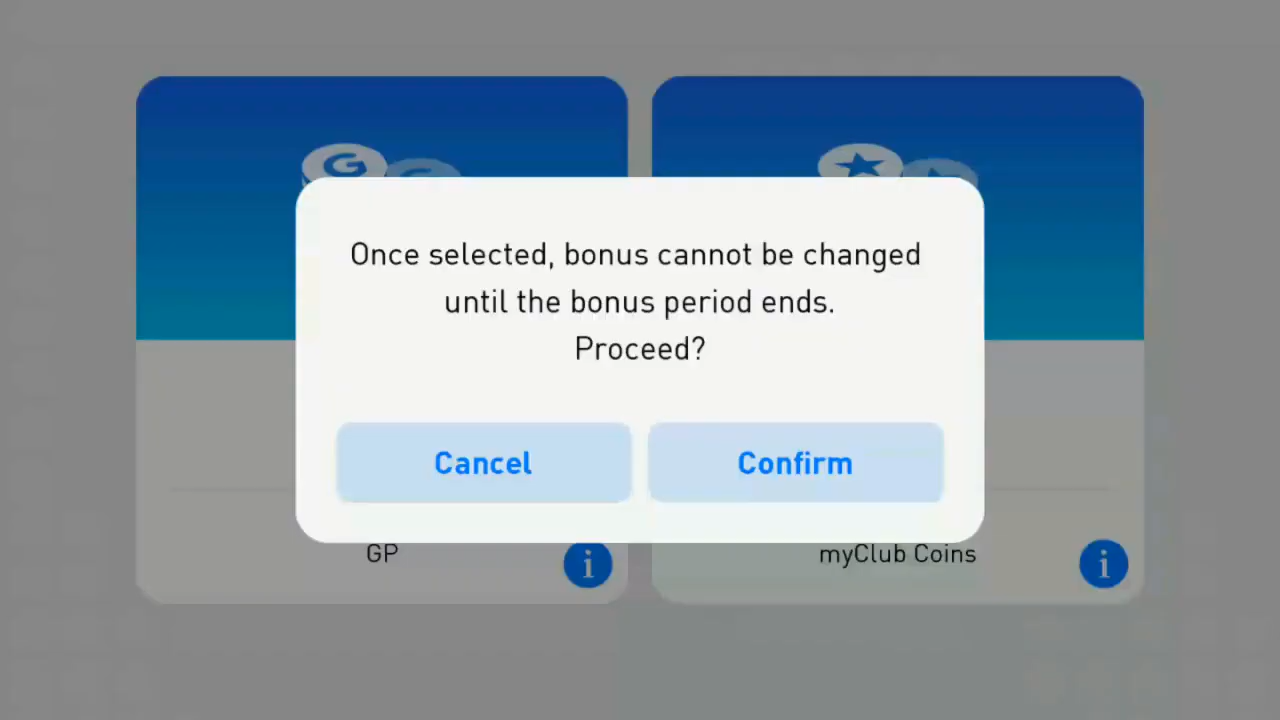 G
Once selected, bonus cannot be changed
until the bonus period ends.
Proceed?
Cancel
Confirm
GP
i
myClub Coins
i